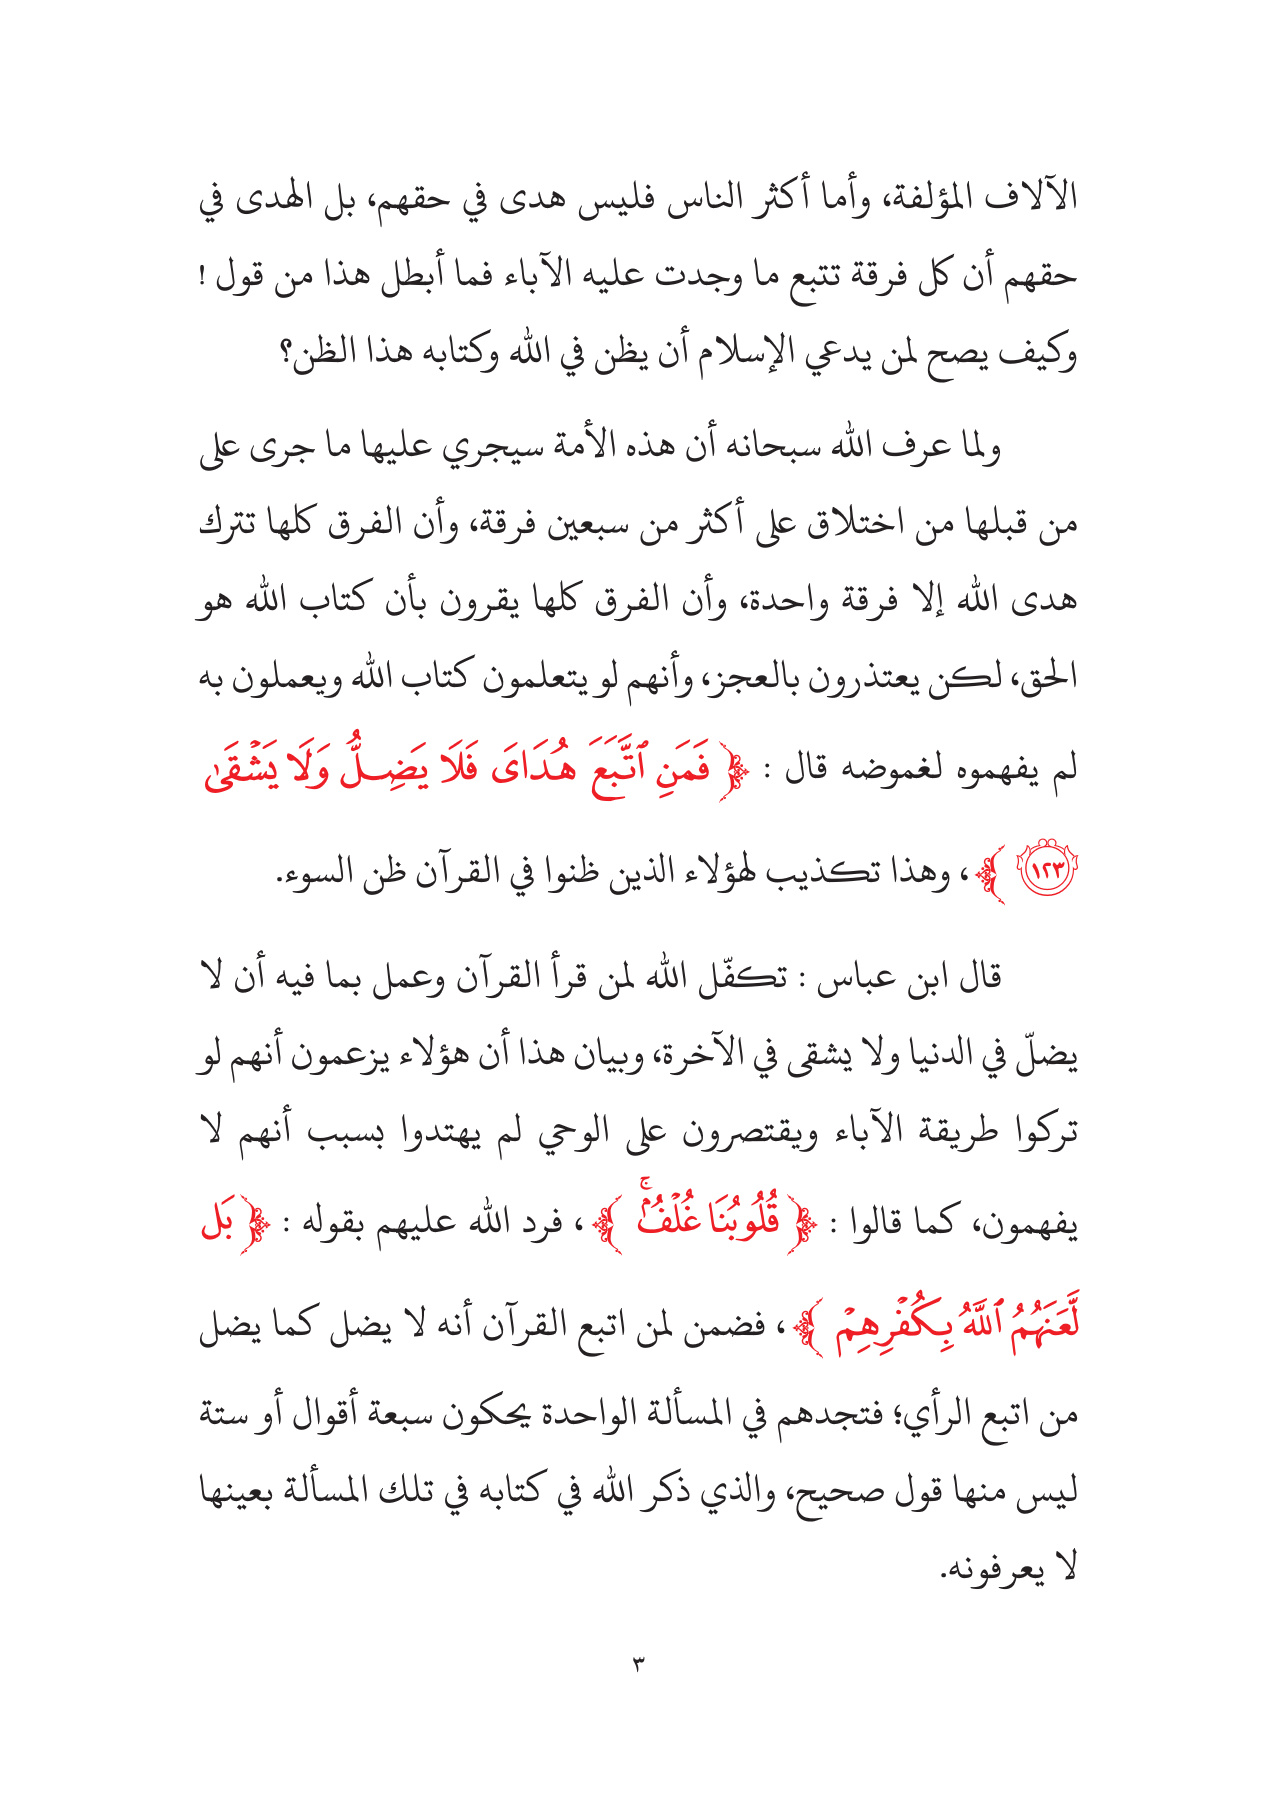 الآلاف المؤلفة، وأما أكثر الناس فليس هدى في حقهم، بل الهدى في
حقهم أن كل فرقة تتبع ما وجدت عليه الآباء فما أبطل هذا من قول !
وكيف يصح لمن يدعي الإسلام أن يظن في الله وكتابه هذا الظن؟
ولما عرف الله سبحانه أن هذه الأمة سيجري عليها ما جرى على
من قبلها من اختلاق على أكثر من سبعين فرقة، وأن الفرق كلها تترك
هدى الله إلا فرقة واحدة، وأن الفرق كلها يقرون بأن كتاب الله هو
الحق، لكن يعتذرون بالعجز، وأنهم لو يتعلمون كتاب الله ويعملون به
لم يفهموه لغموضه قال : ﴿ فَمَنِ ٱتَّبَعَ هُدَاىَ فَلَا يَضِلُّ وَلَا يَشْقَىٰ
١٢٣ ﴾ ، وهذا تكذيب لهؤلاء الذين ظنوا في القرآن ظن السوء.
قال ابن عباس : تكفّل الله لمن قرأ القرآن وعمل بما فيه أن لا
يضلّ في الدنيا ولا يشقى في الآخرة، وبيان هذا أن هؤلاء يزعمون أنهم لو
تركوا طريقة الآباء ويقتصرون على الوحي لم يهتدوا بسبب أنهم لا
يفهمون، كما قالوا : ﴿ قُلُوبُنَا غُلْفٌۢ ۚ ﴾ ، فرد الله عليهم بقوله : ﴿ بَل
لَّعَنَهُمُ ٱللَّهُ بِكُفْرِهِمْ ﴾ ، فضمن لمن اتبع القرآن أنه لا يضل كما يضل
من اتبع الرأي؛ فتجدهم في المسألة الواحدة يحكون سبعة أقوال أو ستة
ليس منها قول صحيح، والذي ذكر الله في كتابه في تلك المسألة بعينها
لا يعرفونه.
٣